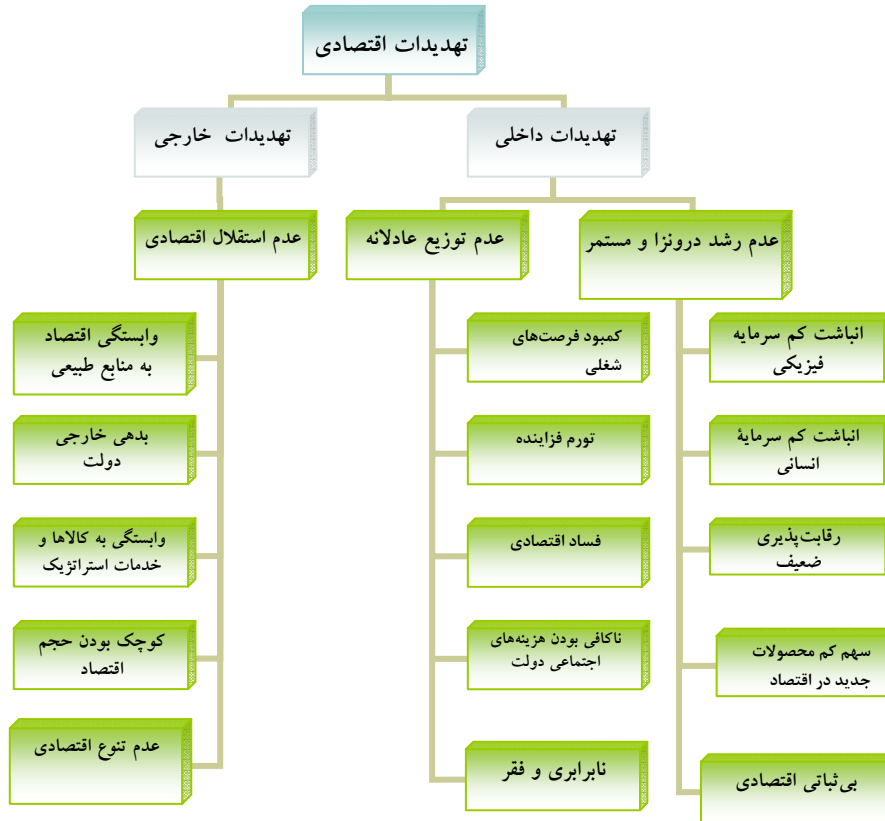 تهدیدات اقتصادی
تهدیدات داخلی
تهدیدات خارجی
عدم رشد درونزا و مستمر
عدم توزیع عادلانه
عدم استقلال اقتصادی
انباشت کم سرمایه
فیزیکی
انباشت کم سرمایۀ
انسانی
رقابت‌پذیری
ضعیف
سهم کم محصولات
جدید در اقتصاد
بی‌ثباتی اقتصادی
کمبود فرصت‌های
شغلی
تورم فزاینده
فساد اقتصادی
ناکافی بودن هزینه‌های
اجتماعی دولت
نابرابری و فقر
وابستگی اقتصاد
به منابع طبیعی
بدهی خارجی
دولت
وابستگی به کالاها و
خدمات استراتژیک
کوچک بودن حجم
اقتصاد
عدم تنوع اقتصادی